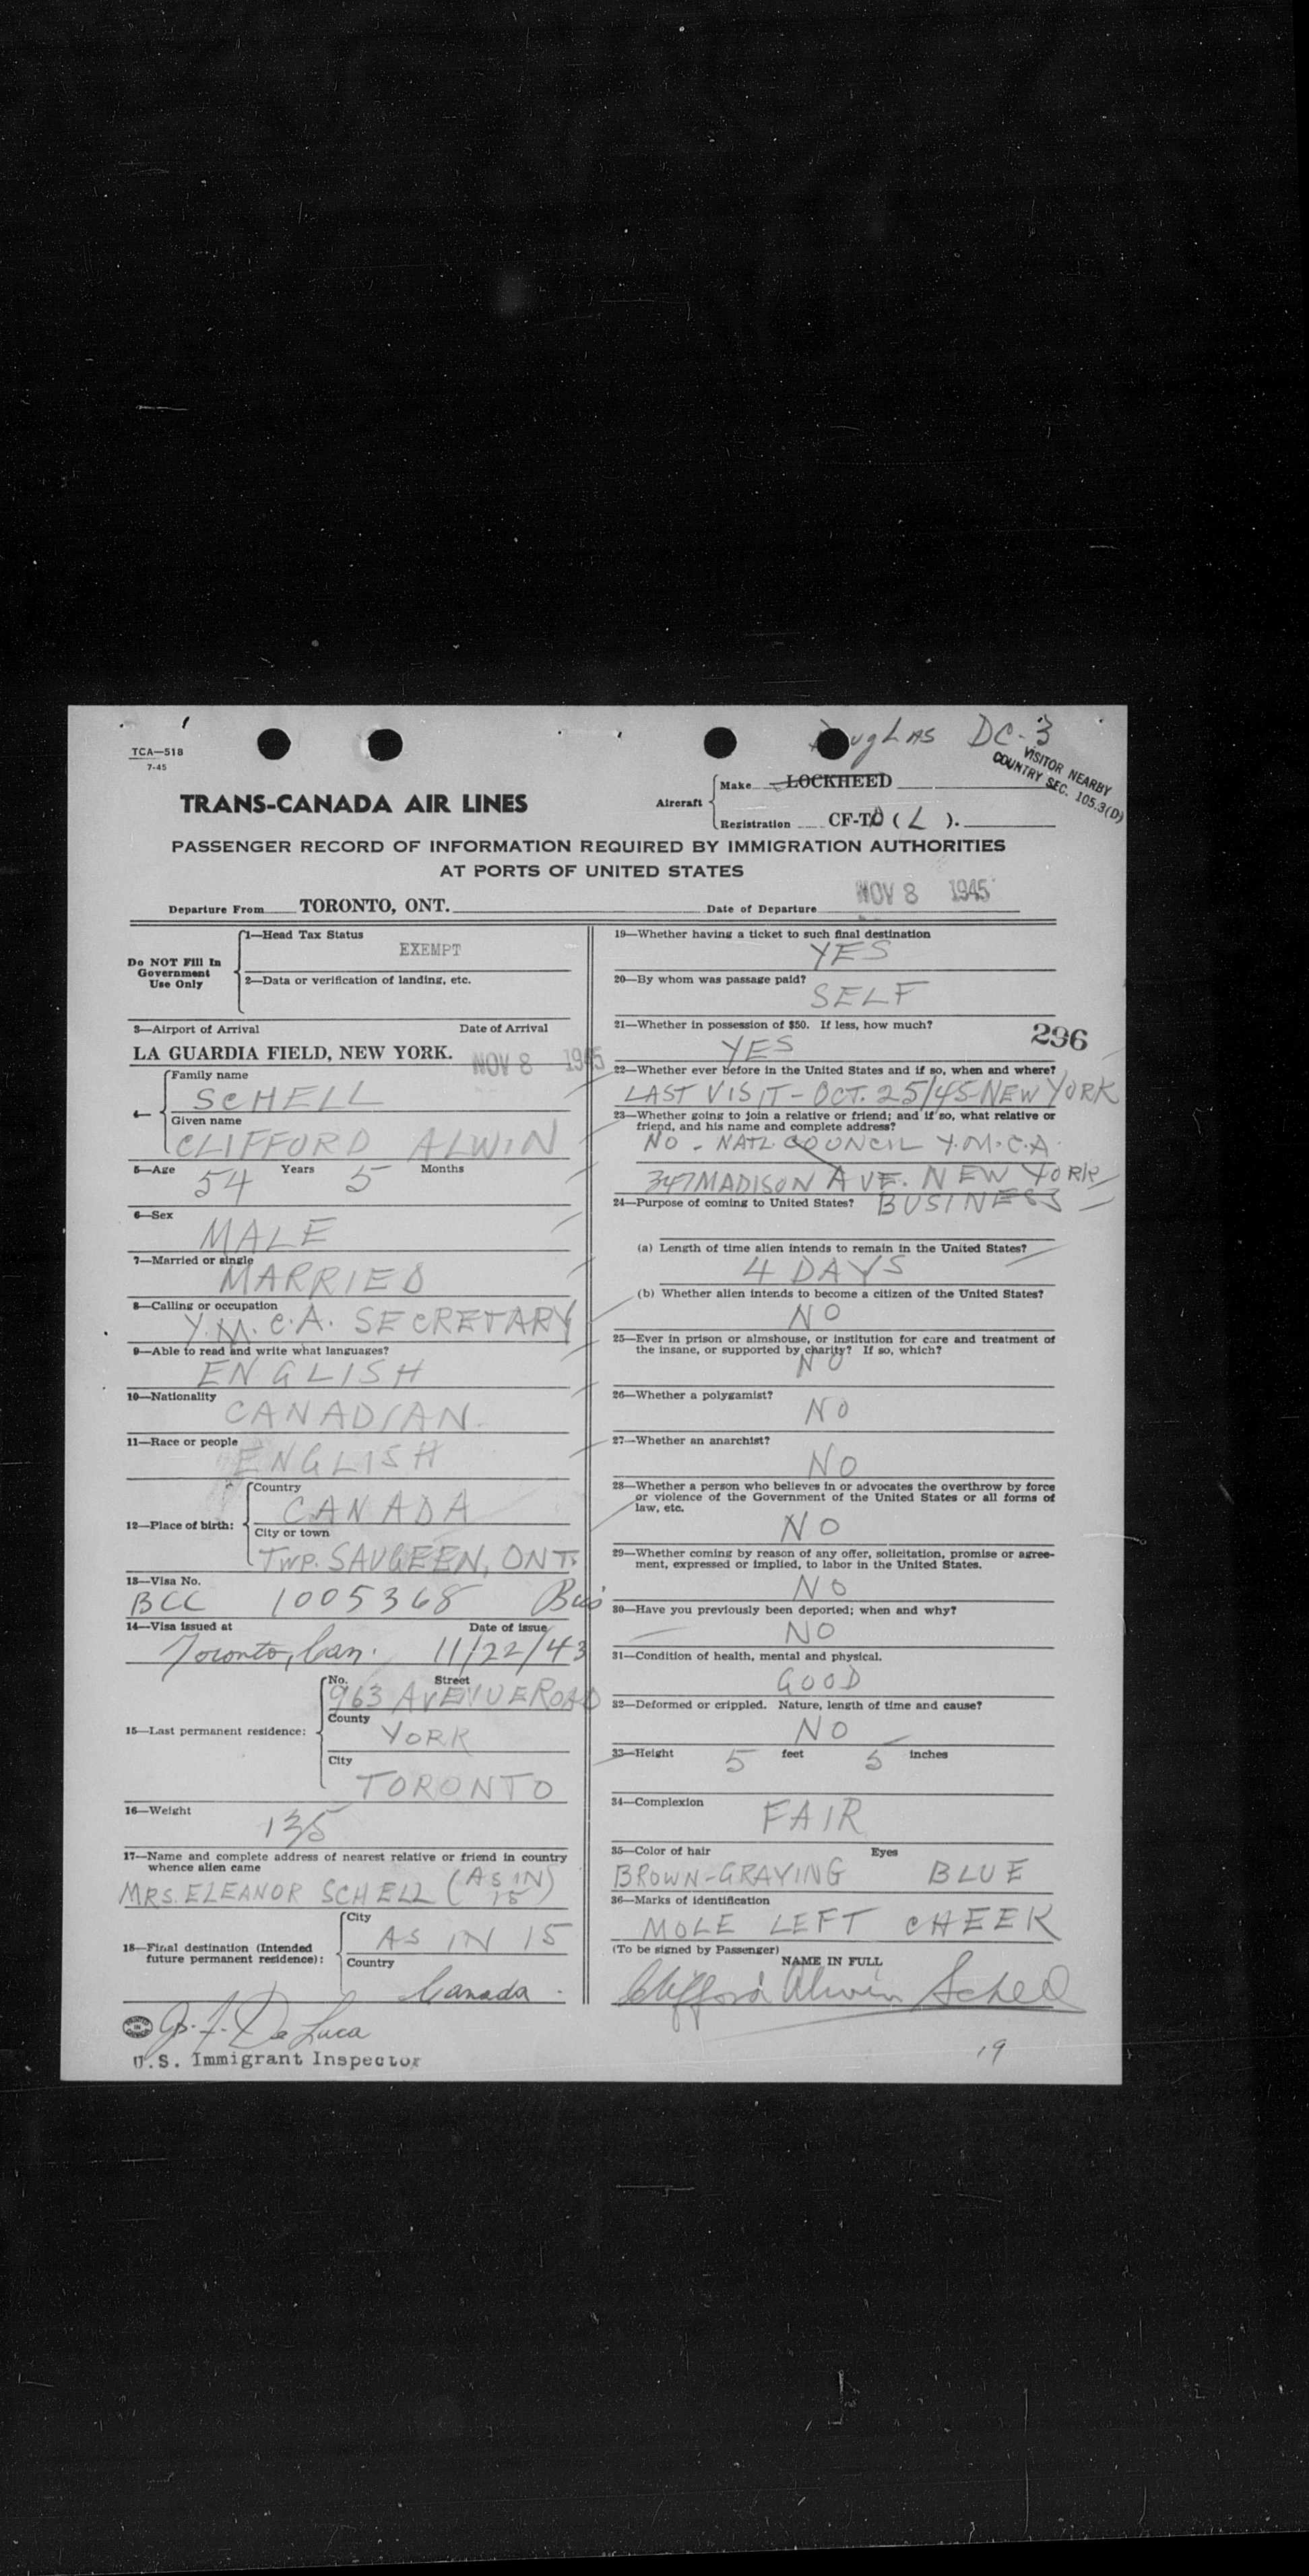 TCA—518
7-45
Douglas DC-3
VISITOR NEARBY
COUNTRY SEC. 105.3(D)
TRANS-CANADA AIR LINES
Aircraft
Make LOCKHEED
Registration CF-TD ( L ).
PASSENGER RECORD OF INFORMATION REQUIRED BY IMMIGRATION AUTHORITIES
AT PORTS OF UNITED STATES
Departure From TORONTO, ONT. Date of Departure NOV 8 1945
Do NOT Fill In
Government
Use Only
1—Head Tax Status
EXEMPT
2—Data or verification of landing, etc.
3—Airport of Arrival Date of Arrival
LA GUARDIA FIELD, NEW YORK. NOV 8 1945
Family name
SCHELL
Given name
CLIFFORD ALWIN
5—Age 54 Years 5 Months
6—Sex
MALE
7—Married or single
MARRIED
8—Calling or occupation
Y.M.C.A. SECRETARY
9—Able to read and write what languages?
ENGLISH
10—Nationality
CANADIAN.
11—Race or people
ENGLISH
12—Place of birth:
Country
CANADA
City or town
TWP. SAUGEEN, ONT.
13—Visa No.
BCC 1005368 Bus
14—Visa issued at Date of issue
Toronto, Can. 11/22/43
15—Last permanent residence:
No. Street
963 AVENUE ROAD
County
YORK
City
TORONTO
16—Weight
135
17—Name and complete address of nearest relative or friend in country
whence alien came
MRS. ELEANOR SCHELL (AS IN 15)
18—Final destination (Intended
future permanent residence):
City
AS IN 15
Country
Canada.
J. F. De Luca
U.S. Immigrant Inspector
19—Whether having a ticket to such final destination
YES
20—By whom was passage paid?
SELF
21—Whether in possession of $50. If less, how much?
YES
296
22—Whether ever before in the United States and if so, when and where?
LAST VISIT - OCT. 25/45 - NEW YORK
23—Whether going to join a relative or friend; and if so, what relative or
friend, and his name and complete address?
NO - NATL. COUNCIL Y.M.C.A.
347 MADISON AVE. NEW YORK
24—Purpose of coming to United States? BUSINESS
(a) Length of time alien intends to remain in the United States?
4 DAYS
(b) Whether alien intends to become a citizen of the United States?
NO
25—Ever in prison or almshouse, or institution for care and treatment of
the insane, or supported by charity? If so, which?
NO
26—Whether a polygamist?
NO
27—Whether an anarchist?
NO
28—Whether a person who believes in or advocates the overthrow by force
or violence of the Government of the United States or all forms of
law, etc.
NO
29—Whether coming by reason of any offer, solicitation, promise or agree-
ment, expressed or implied, to labor in the United States.
NO
30—Have you previously been deported; when and why?
NO
31—Condition of health, mental and physical.
GOOD
32—Deformed or crippled. Nature, length of time and cause?
NO
33—Height 5 feet 5 inches
34—Complexion
FAIR
35—Color of hair Eyes
BROWN-GRAYING BLUE
36—Marks of identification
MOLE LEFT CHEEK
(To be signed by Passenger)
NAME IN FULL
Clifford Alwin Schell
19